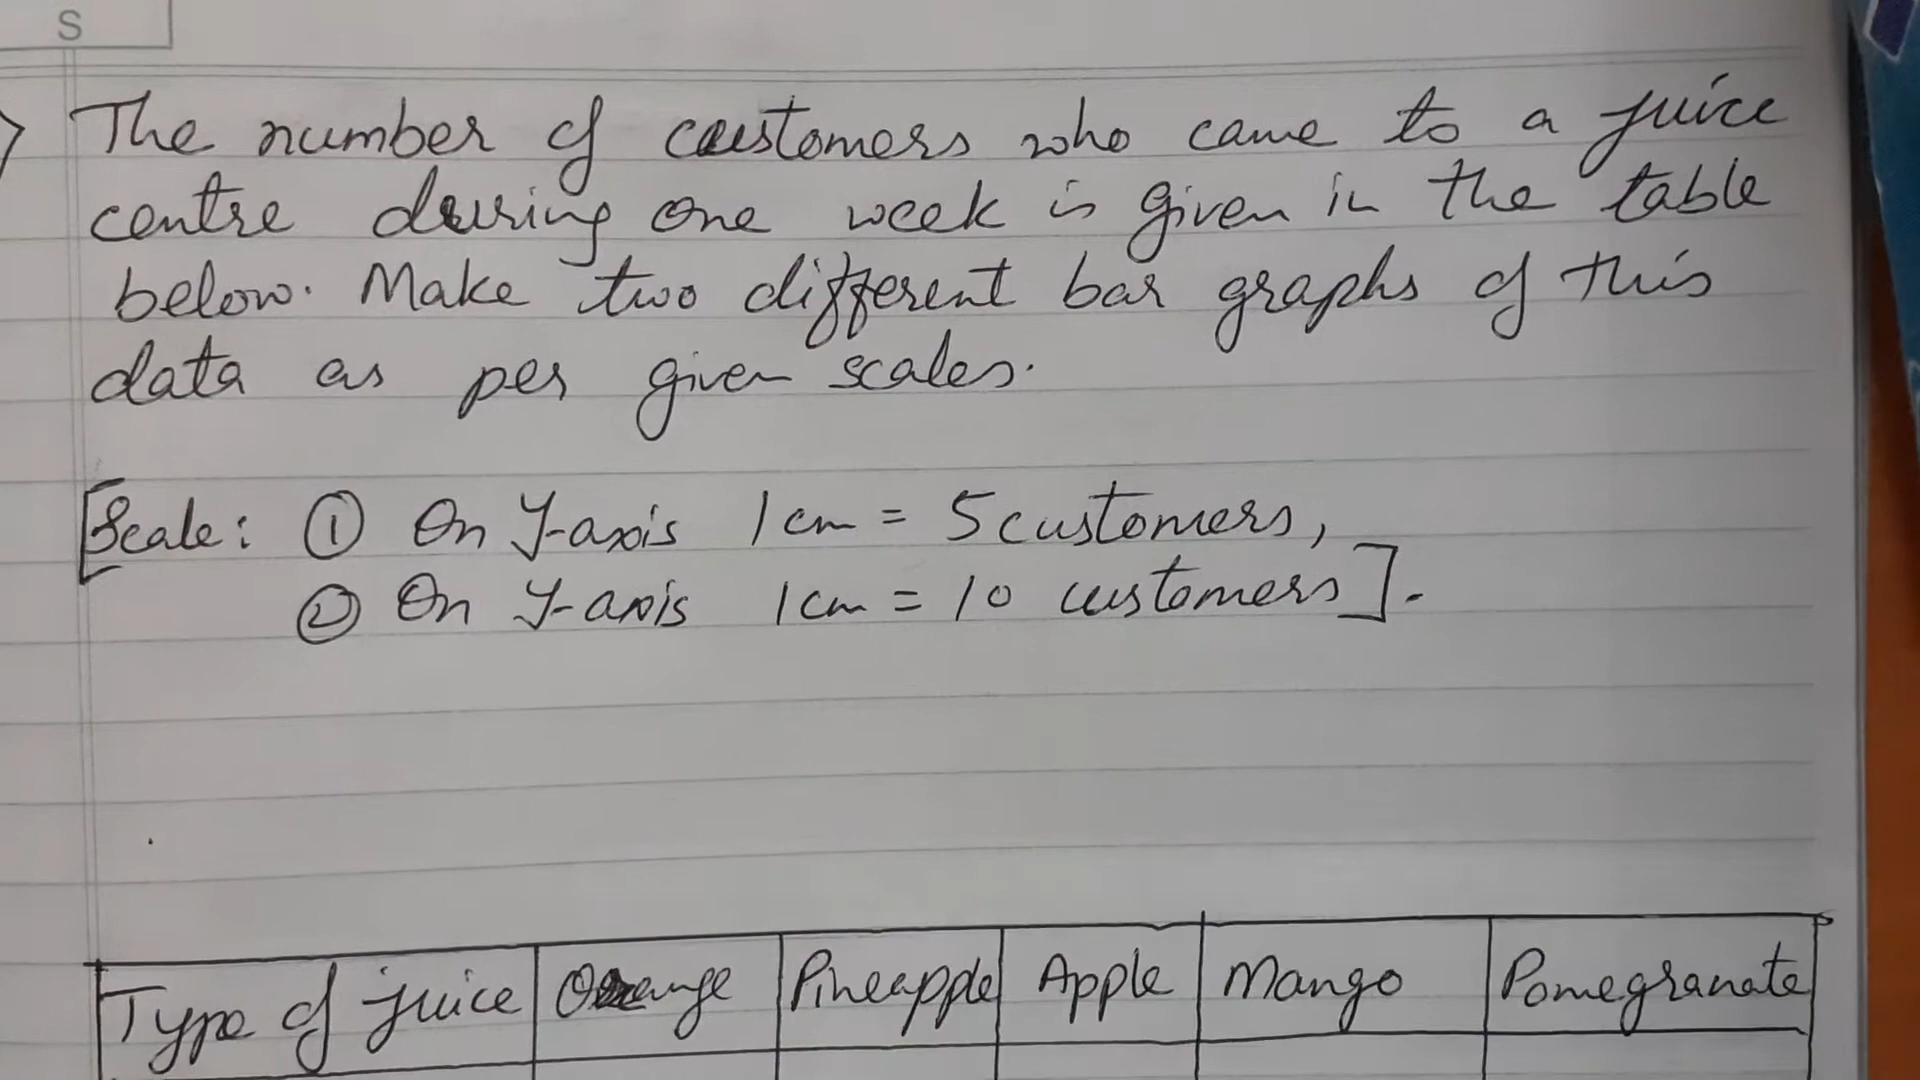 S
The number of customers who came to a juice
centre during one week is given in the table
below. Make two different bar graphs of this
data as per given scales.
[Scale: ① On Y-axis 1 cm = 5 customers,
② On Y-axis 1 cm = 10 customers].
Type of juice Orange Pineapple Apple Mango Pomegranate